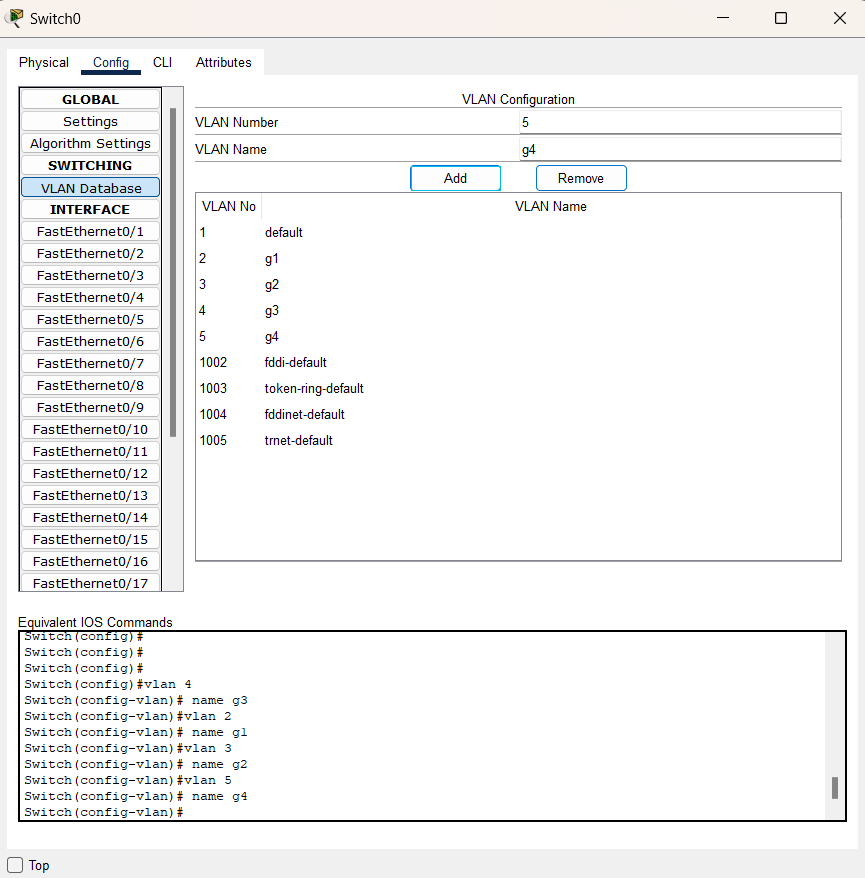 Switch0
Physical Config CLI Attributes
GLOBAL
Settings
Algorithm Settings
SWITCHING
VLAN Database
INTERFACE
FastEthernet0/1
FastEthernet0/2
FastEthernet0/3
FastEthernet0/4
FastEthernet0/5
FastEthernet0/6
FastEthernet0/7
FastEthernet0/8
FastEthernet0/9
FastEthernet0/10
FastEthernet0/11
FastEthernet0/12
FastEthernet0/13
FastEthernet0/14
FastEthernet0/15
FastEthernet0/16
FastEthernet0/17
VLAN Configuration
VLAN Number 5
VLAN Name g4
Add Remove
VLAN No VLAN Name
1 default
2 g1
3 g2
4 g3
5 g4
1002 fddi-default
1003 token-ring-default
1004 fddinet-default
1005 trnet-default
Equivalent IOS Commands
Switch(config)#
Switch(config)#
Switch(config)#
Switch(config)#vlan 4
Switch(config-vlan)# name g3
Switch(config-vlan)#vlan 2
Switch(config-vlan)# name g1
Switch(config-vlan)#vlan 3
Switch(config-vlan)# name g2
Switch(config-vlan)#vlan 5
Switch(config-vlan)# name g4
Switch(config-vlan)#
Top